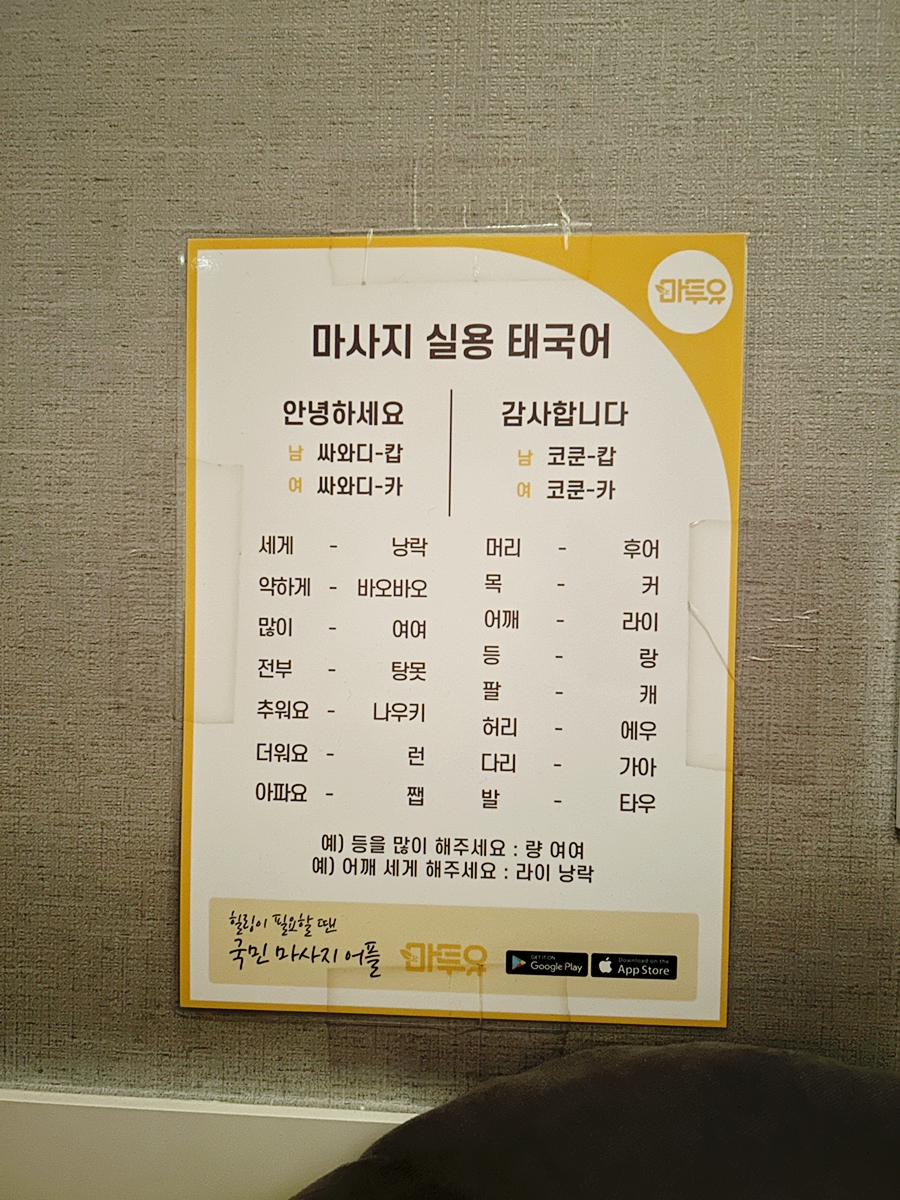 마투유
마사지 실용 태국어
안녕하세요
남 싸와디-캅
여 싸와디-카
감사합니다
남 코쿤-캅
여 코쿤-카
세게 - 낭락
약하게 - 바오바오
많이 - 여여
전부 - 탕못
추워요 - 나우키
더워요 - 런
아파요 - 쨉
머리 - 후어
목 - 커
어깨 - 라이
등 - 랑
팔 - 캐
허리 - 에우
다리 - 가아
발 - 타우
예) 등을 많이 해주세요 : 량 여여
예) 어깨 세게 해주세요 : 라이 낭락
힐링이 필요할 땐
국민 마사지 어플 마투유
GET IT ON
Google Play
Download on the
App Store